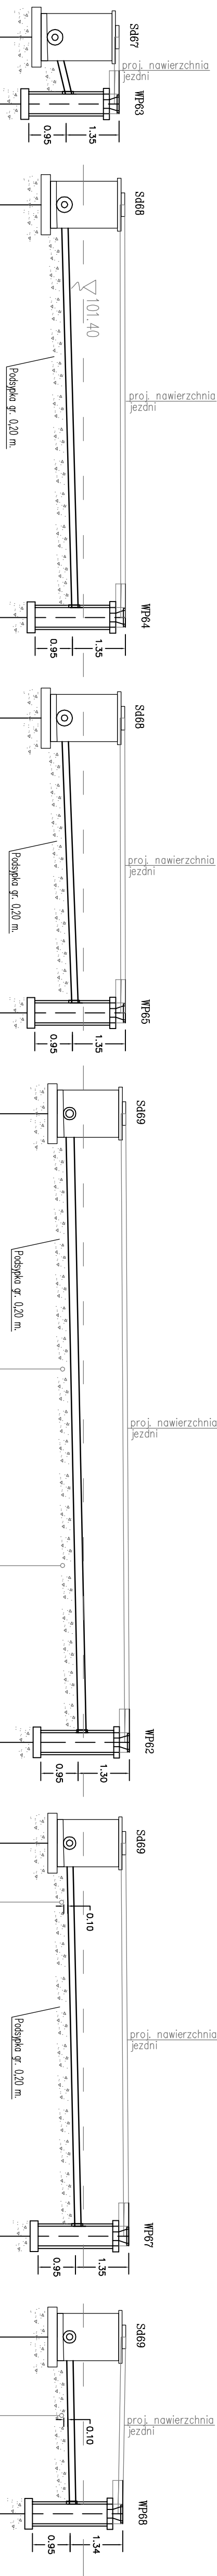 Sd67
proj. nawierzchnia
jezdni
WP63
1.35
0.95
Sd68
101.40
proj. nawierzchnia
jezdni
Podsypka gr. 0,20 m.
WP64
1.35
0.95
Sd68
proj. nawierzchnia
jezdni
Podsypka gr. 0,20 m.
WP65
1.35
0.95
Sd69
Podsypka gr. 0,20 m.
proj. nawierzchnia
jezdni
WP62
1.30
0.95
Sd69
0.10
proj. nawierzchnia
jezdni
Podsypka gr. 0,20 m.
WP67
1.35
0.95
Sd69
proj. nawierzchnia
jezdni
0.10
WP68
1.34
0.95